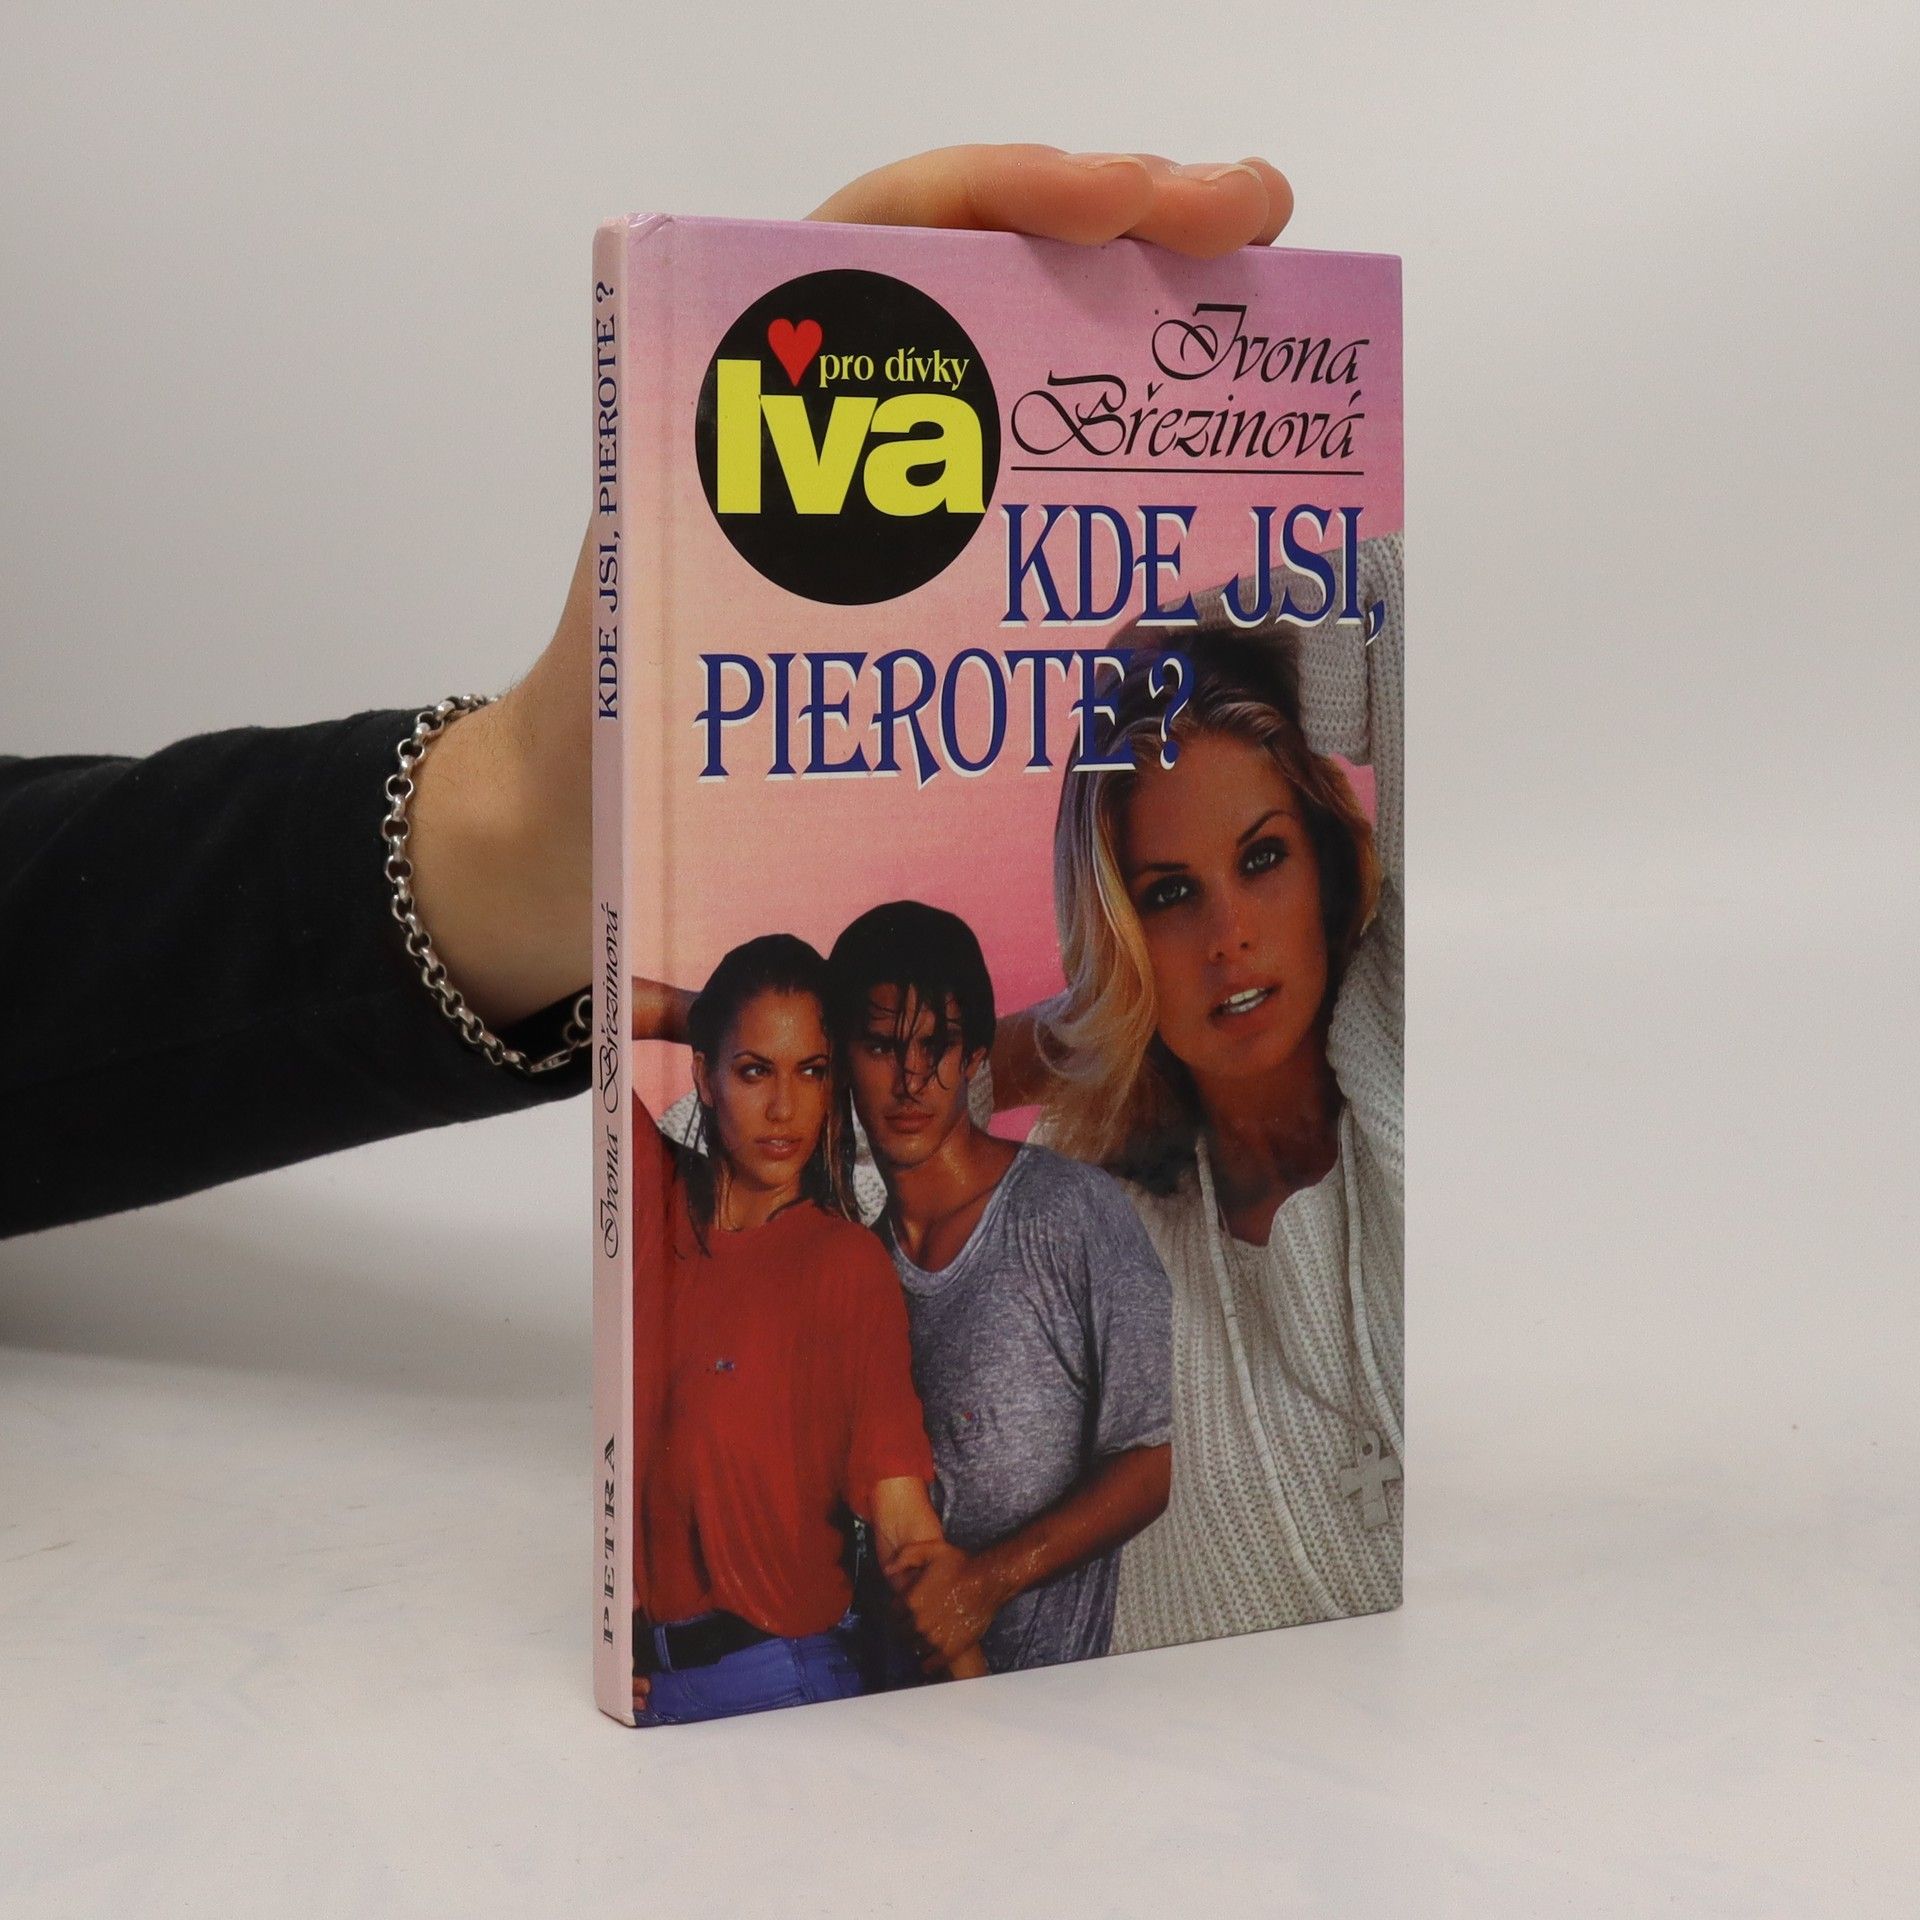 pro dívky
Iva
Ivona
Březinová
KDE JSI,
PIEROTE?
KDE JSI, PIEROTE?
Ivona Březinová
PETRA